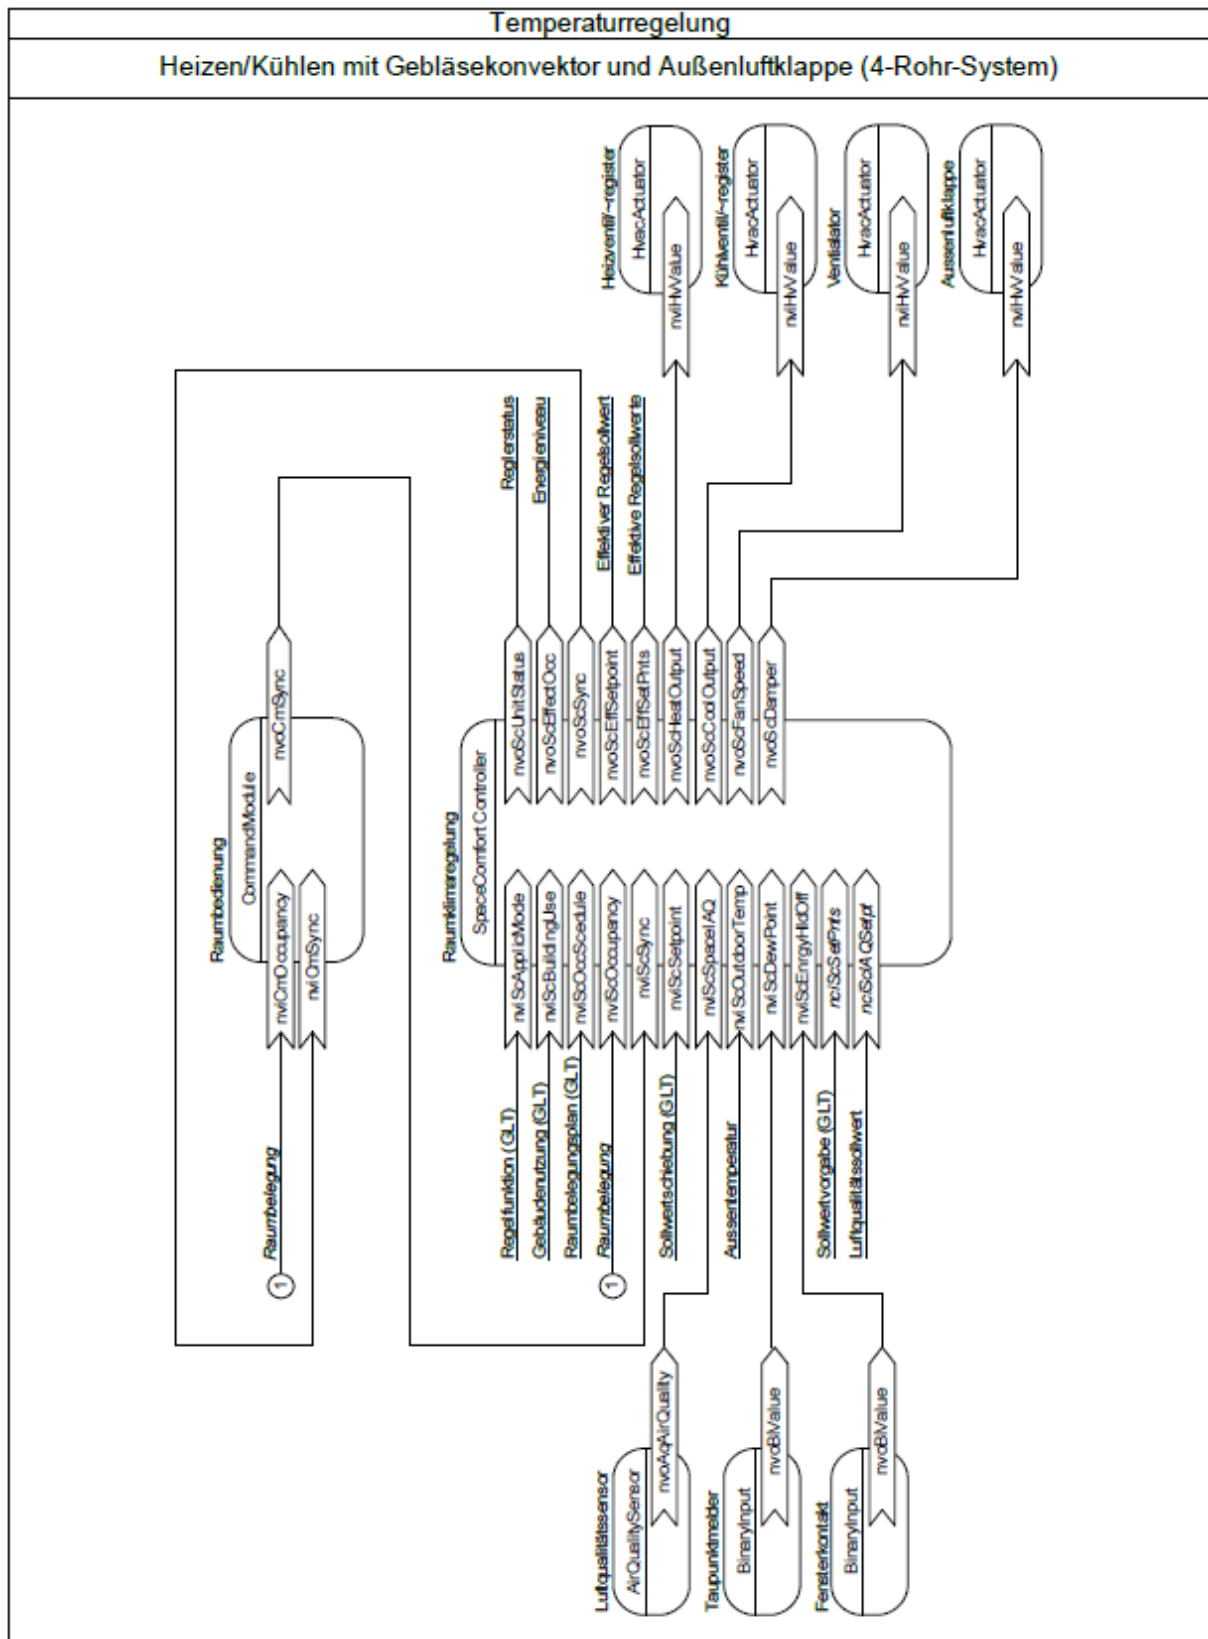 Temperaturregelung
Heizen/Kühlen mit Gebläsekonvektor und Außenluftklappe (4-Rohr-System)
Raumbedienung
CommandModule
Raumbelegung
1
nviCmOccupancy
nviCmSync
nvoCmSync
Raumklimaregelung
SpaceComfortController
Regelfunktion (GLT)
nviScApplicMode
Gebäudenutzung (GLT)
nviScBuildingUse
Raumbelegungsplan (GLT)
nviScOccScedule
Raumbelegung
1
nviScOccupancy
nviScSync
Sollwertschiebung (GLT)
nviScSetpoint
nviScSpaceIAQ
Aussentemperatur
nviScOutdoorTemp
nviScDewPoint
nviScEnrgyHldOff
Sollwertvorgabe (GLT)
nciScSetPnts
Luftqualitätssollwert
nciSciAQSetpt
nvoScUnitStatus
Reglerstatus
nvoScEffectOcc
Energieniveau
nvoScSync
nvoScEffSetpoint
Effektiver Regelsollwert
nvoScEffSetPnts
Effektive Regelsollwerte
nvoScHeatOutput
nvoScCoolOutput
nvoScFanSpeed
nvoScDamper
Luftqualitätssensor
AirQualitySensor
nvoAqAirQuality
Taupunktmelder
BinaryInput
nvoBiValue
Fensterkontakt
BinaryInput
nvoBiValue
Heizventil/~register
HvacActuator
nviHvValue
Kühlventil/~register
HvacActuator
nviHvValue
Ventialator
HvacActuator
nviHvValue
Aussenluftklappe
HvacActuator
nviHvValue